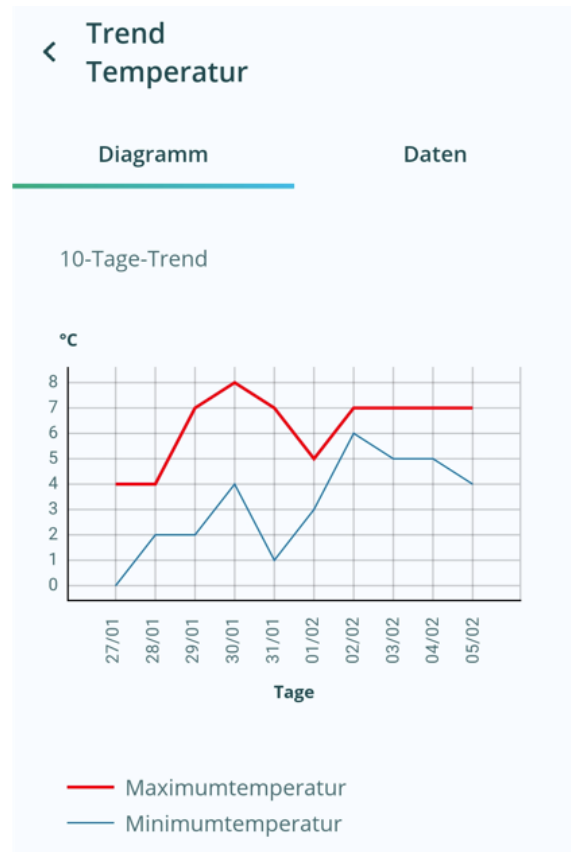 Trend
Temperatur
Diagramm
Daten
10-Tage-Trend
°C
8
7
6
5
4
3
2
1
0
27/01
28/01
29/01
30/01
31/01
01/02
02/02
03/02
04/02
05/02
Tage
Maximumtemperatur
Minimumtemperatur